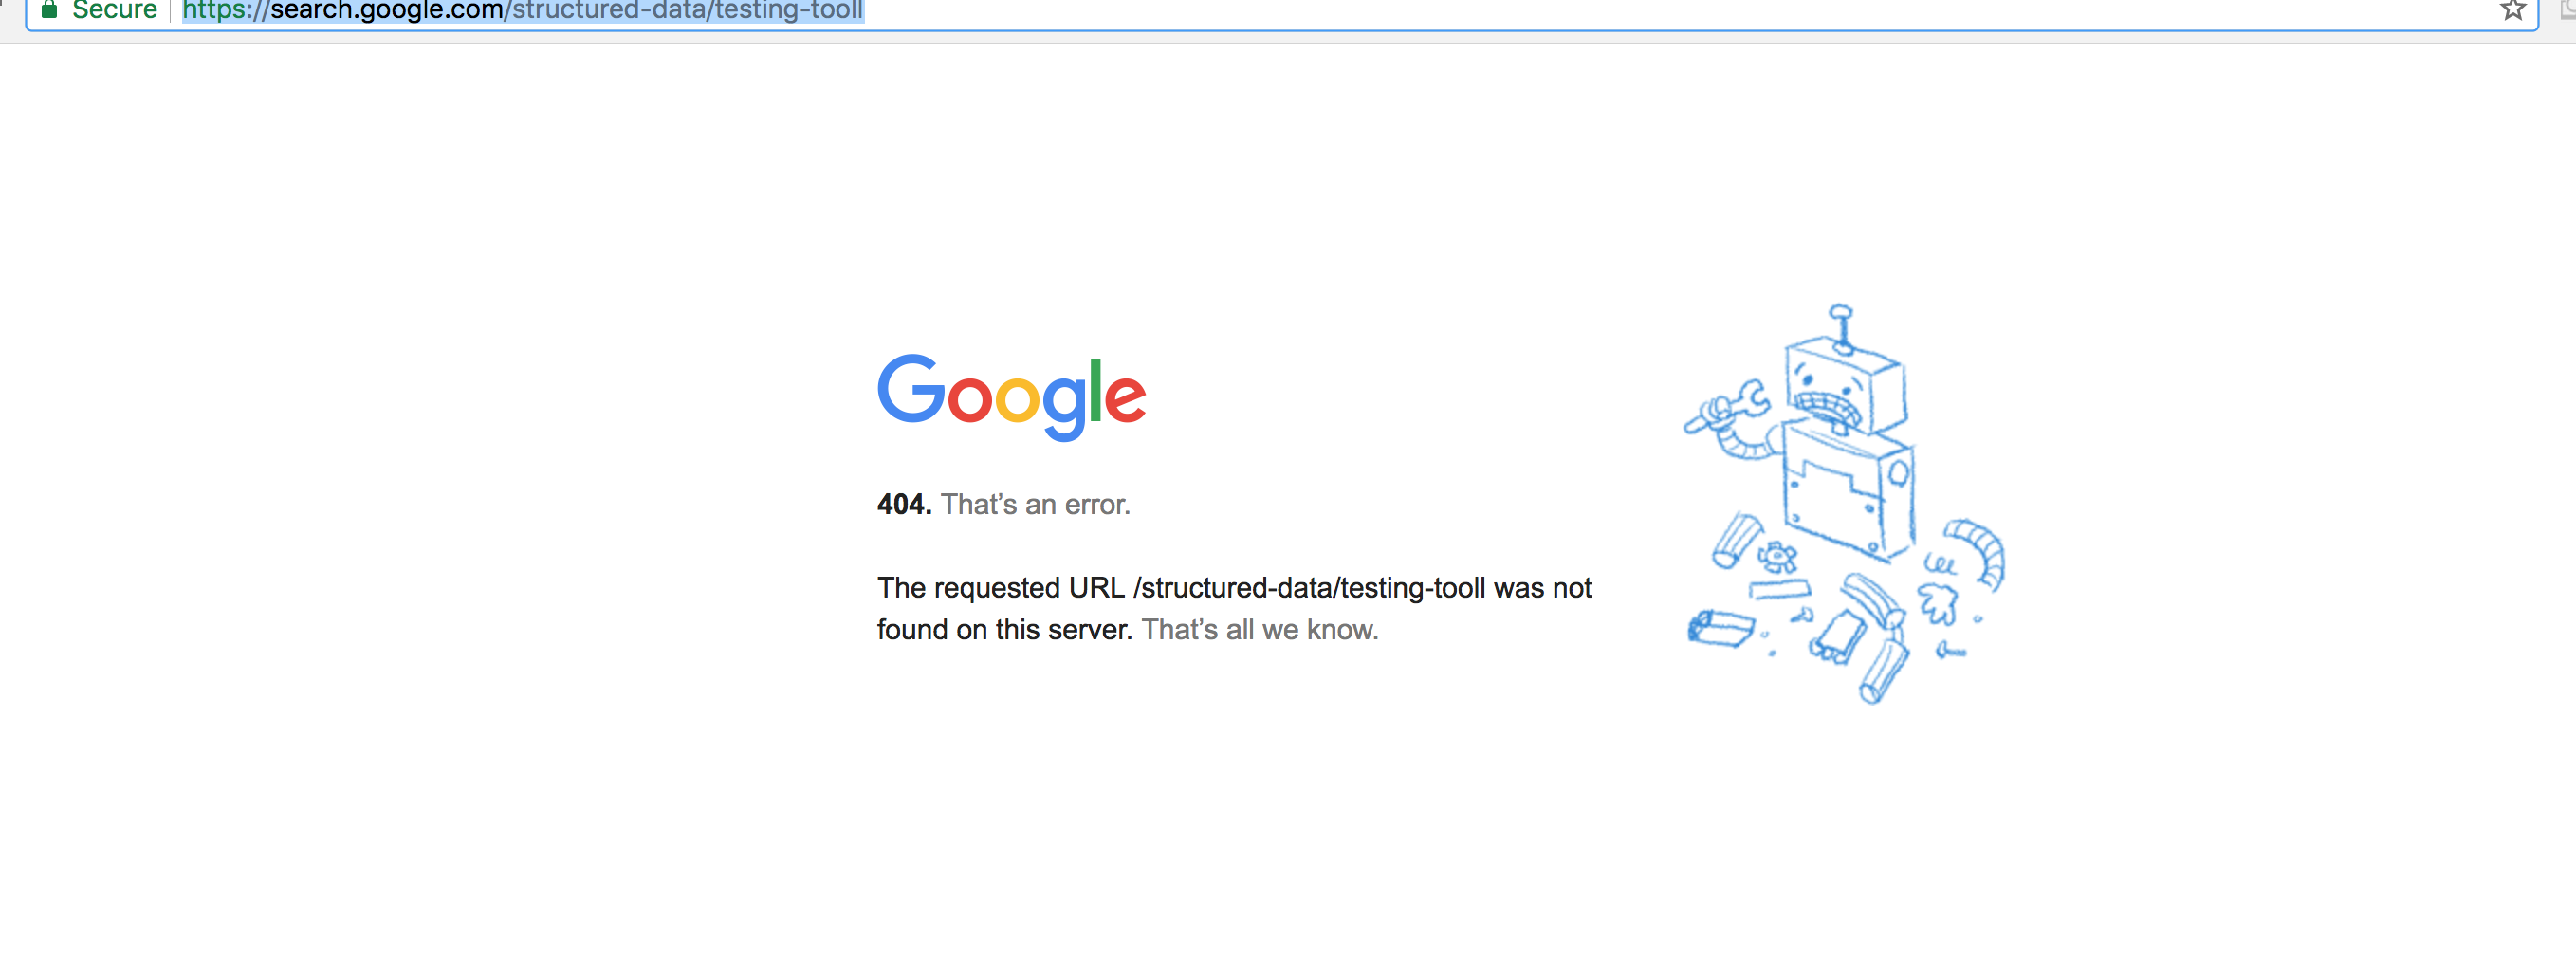 Secure https://search.google.com/structured-data/testing-tooll
Google
404. That’s an error.
The requested URL /structured-data/testing-tooll was not
found on this server. That’s all we know.